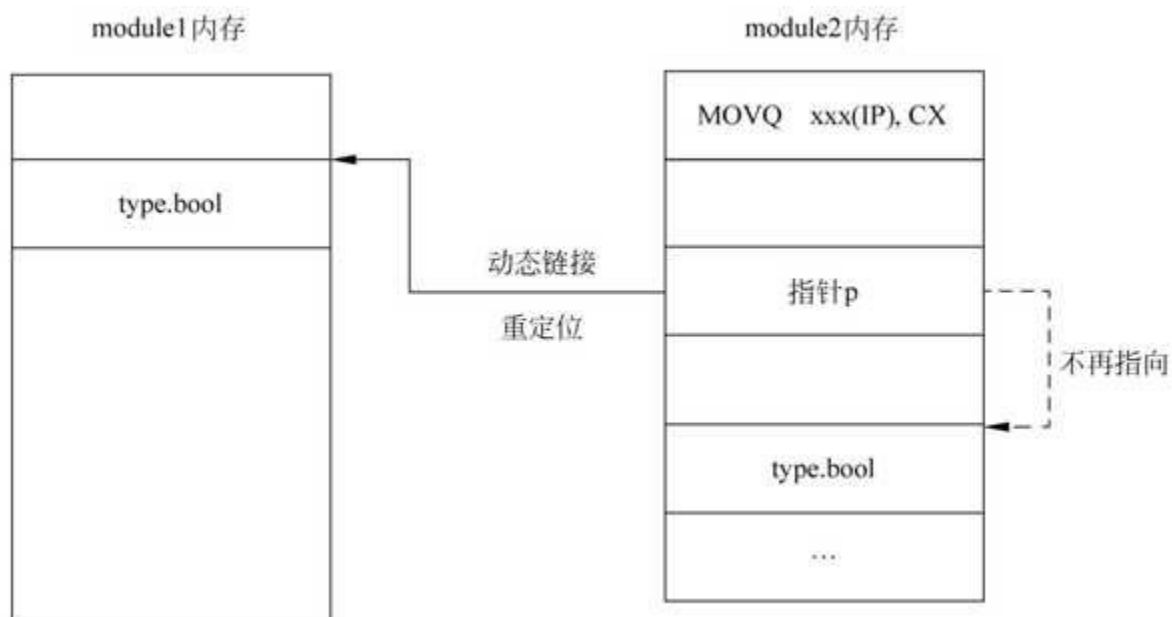 module1内存
module2内存
MOVQ xxx(IP), CX
type.bool
动态链接
重定位
指针p
不再指向
type.bool
…